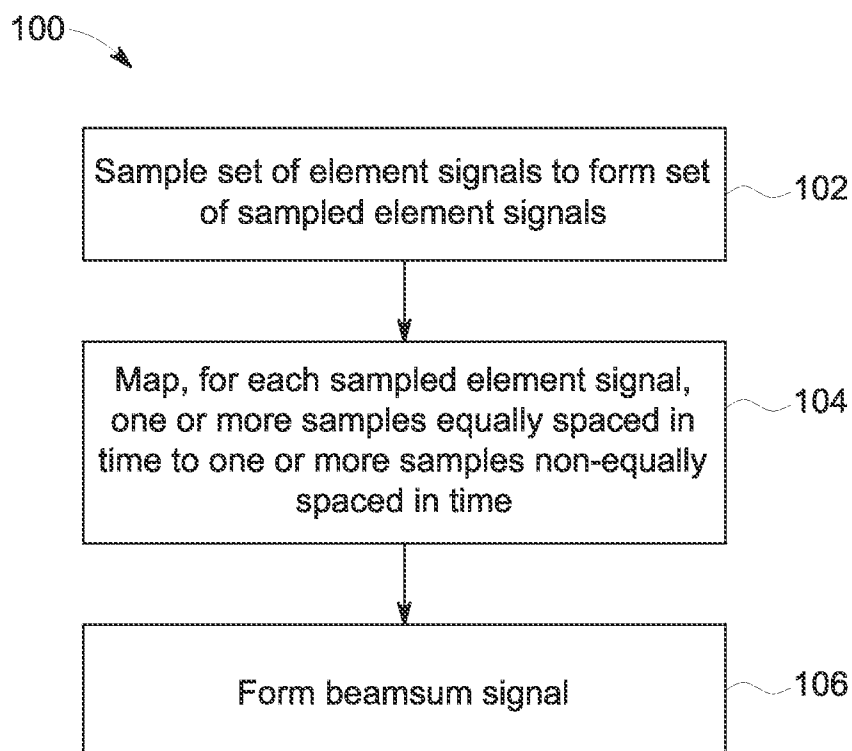 100
Sample set of element signals to form set
of sampled element signals
102
Map, for each sampled element signal,
one or more samples equally spaced in
time to one or more samples non-equally
spaced in time
104
Form beamsum signal
106